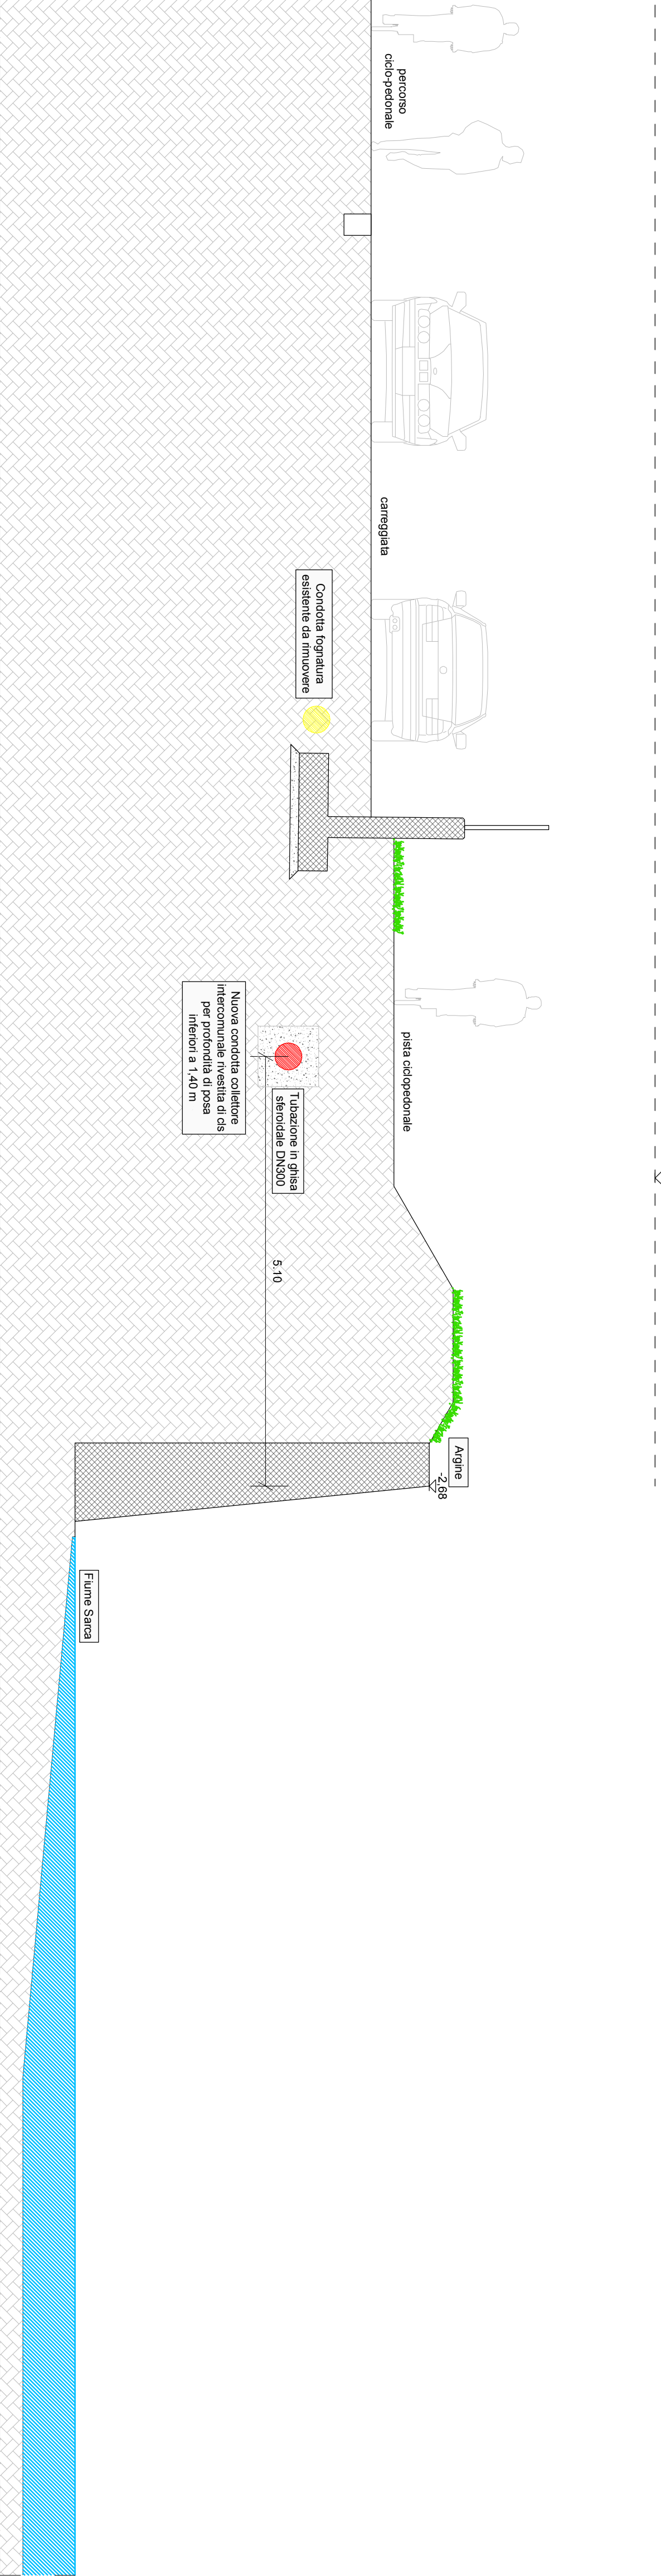 percorso
ciclo-pedonale
carreggiata
Condotta fognatura
esistente da rimuovere
pista ciclopedonale
Nuova condotta collettore
intercomunale rivestita di cls
per profondità di posa
inferiori a 1,40 m
Tubazione in ghisa
sferoidale DN300
5.10
Argine
-2,68
Fiume Sarca